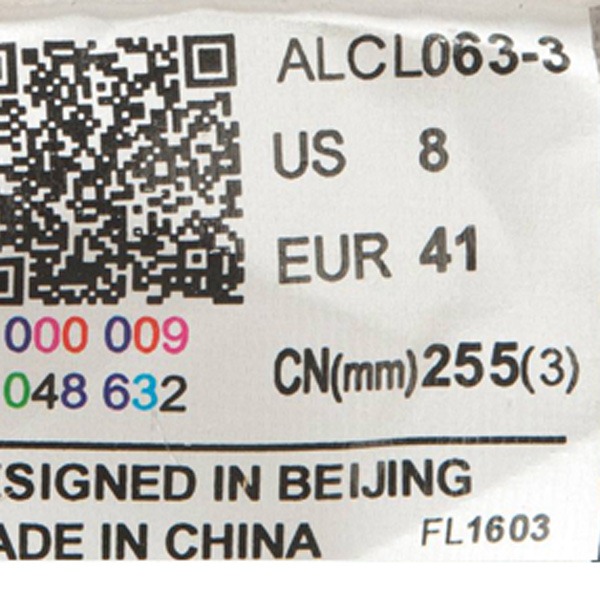 ALCL063-3
US 8
EUR 41
000 009
048 632
CN(mm)255(3)
ESIGNED IN BEIJING
ADE IN CHINA
FL1603